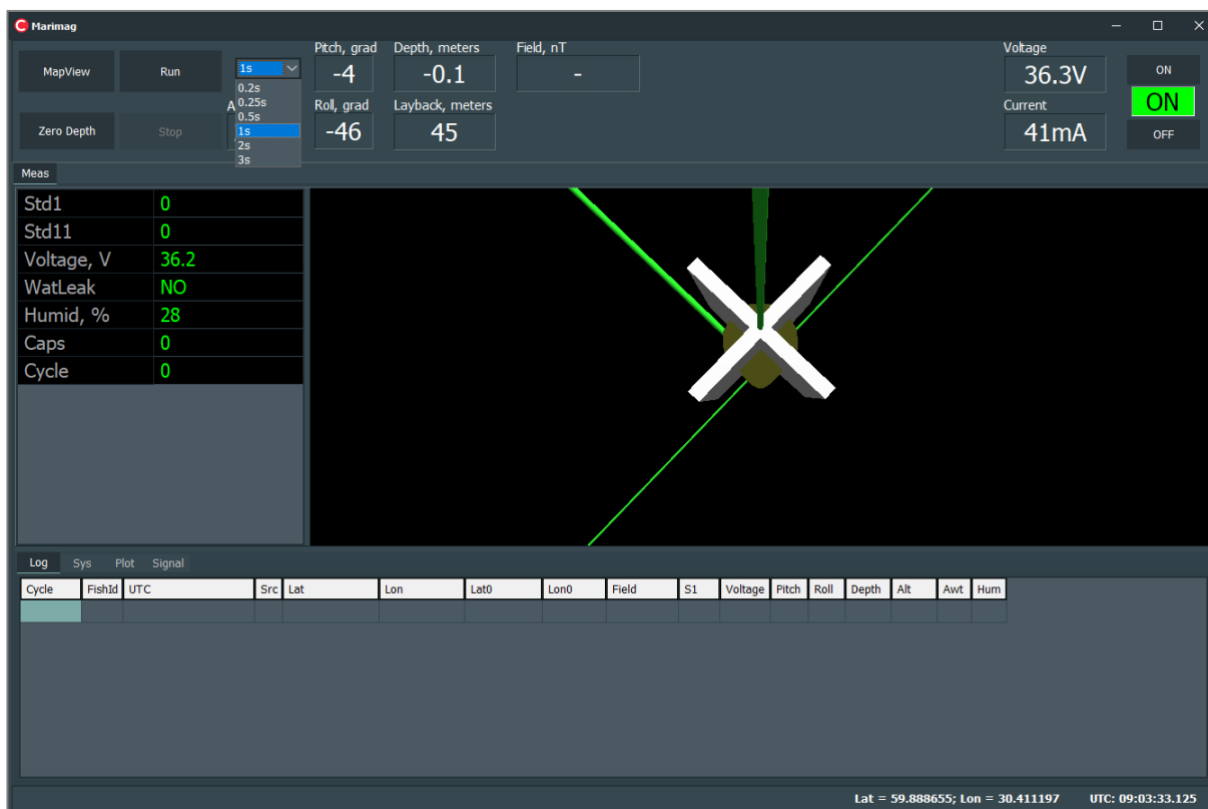 Marimag
MapView
Run
1s
0.2s
0.25s
0.5s
1s
2s
3s
Zero Depth
Stop
A
Pitch, grad
-4
Roll, grad
-46
Depth, meters
-0.1
Layback, meters
45
Field, nT
-
Voltage
36.3V
Current
41mA
ON
ON
OFF
Meas
Std1 0
Std11 0
Voltage, V 36.2
WatLeak NO
Humid, % 28
Caps 0
Cycle 0
Log Sys Plot Signal
Cycle FishId UTC Src Lat Lon Lat0 Lon0 Field S1 Voltage Pitch Roll Depth Alt Awt Hum
Lat = 59.888655; Lon = 30.411197 UTC: 09:03:33.125